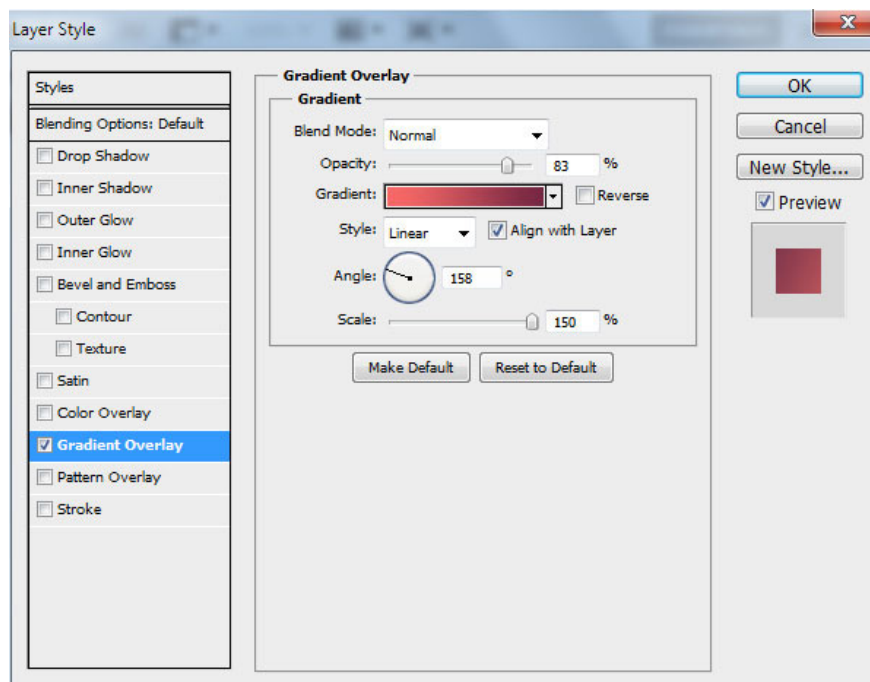 Layer Style
Styles
Blending Options: Default
Drop Shadow
Inner Shadow
Outer Glow
Inner Glow
Bevel and Emboss
Contour
Texture
Satin
Color Overlay
Gradient Overlay
Pattern Overlay
Stroke
Gradient Overlay
Gradient
Blend Mode: Normal
Opacity: 83 %
Gradient: Reverse
Style: Linear Align with Layer
Angle: 158 °
Scale: 150 %
Make Default Reset to Default
OK
Cancel
New Style...
Preview